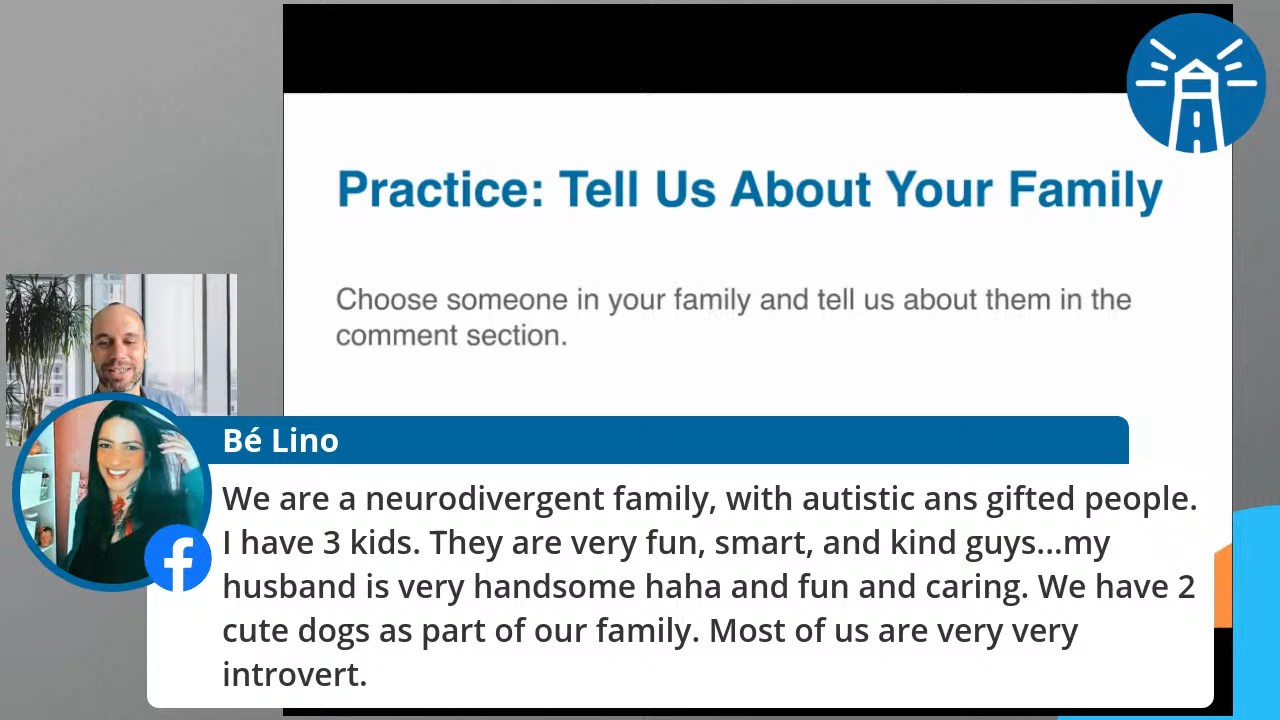 Practice: Tell Us About Your Family
Choose someone in your family and tell us about them in the
comment section.
Bé Lino
We are a neurodivergent family, with autistic ans gifted people.
I have 3 kids. They are very fun, smart, and kind guys...my
husband is very handsome haha and fun and caring. We have 2
cute dogs as part of our family. Most of us are very very
introvert.